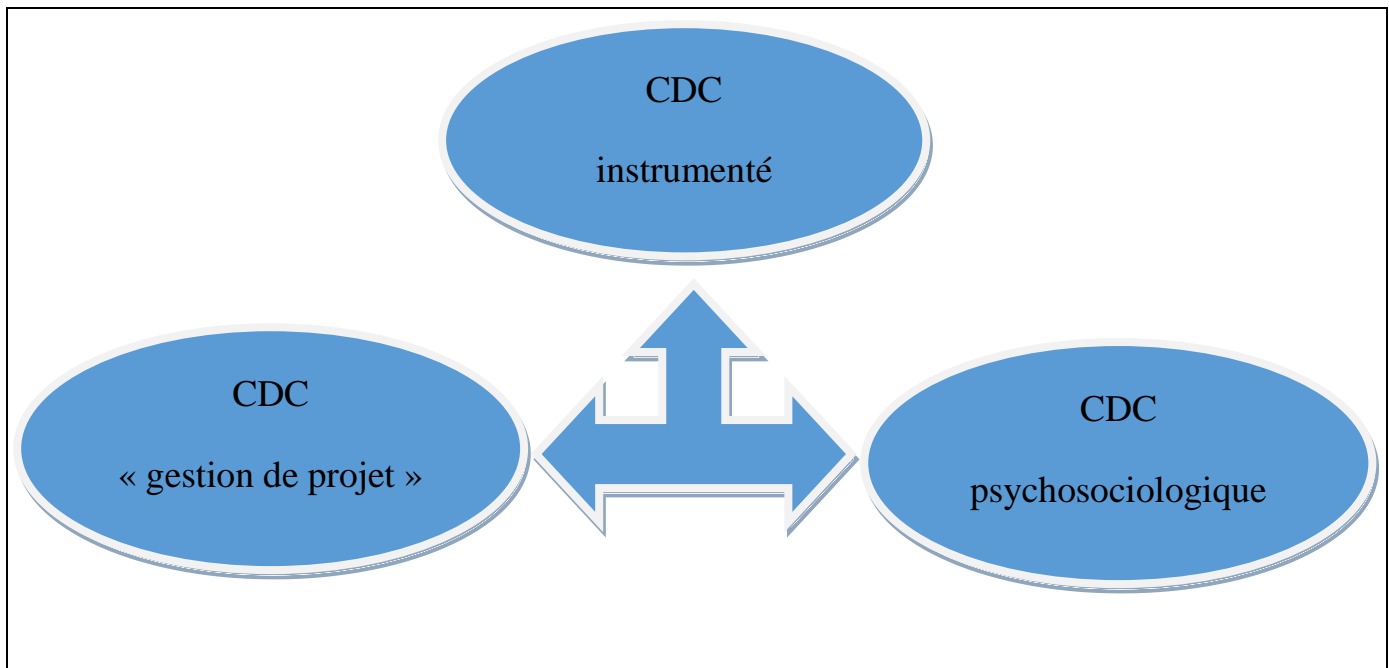 CDC
instrumenté
CDC
« gestion de projet »
CDC
psychosociologique